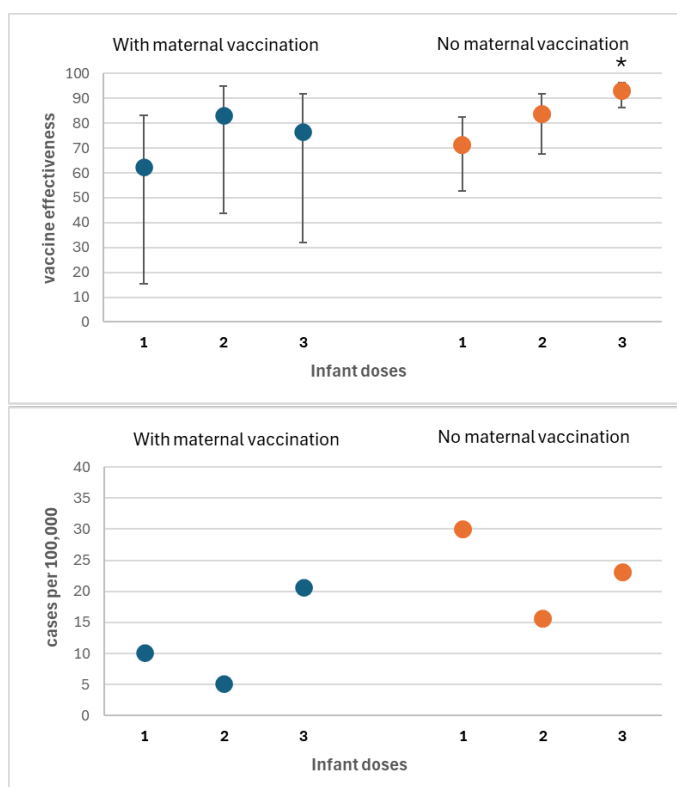 With maternal vaccination No maternal vaccination
*
100
90
80
70
60
50
40
30
20
10
0
vaccine effectiveness
1 2 3 1 2 3
Infant doses
With maternal vaccination No maternal vaccination
40
35
30
25
20
15
10
5
0
cases per 100,000
1 2 3 1 2 3
Infant doses